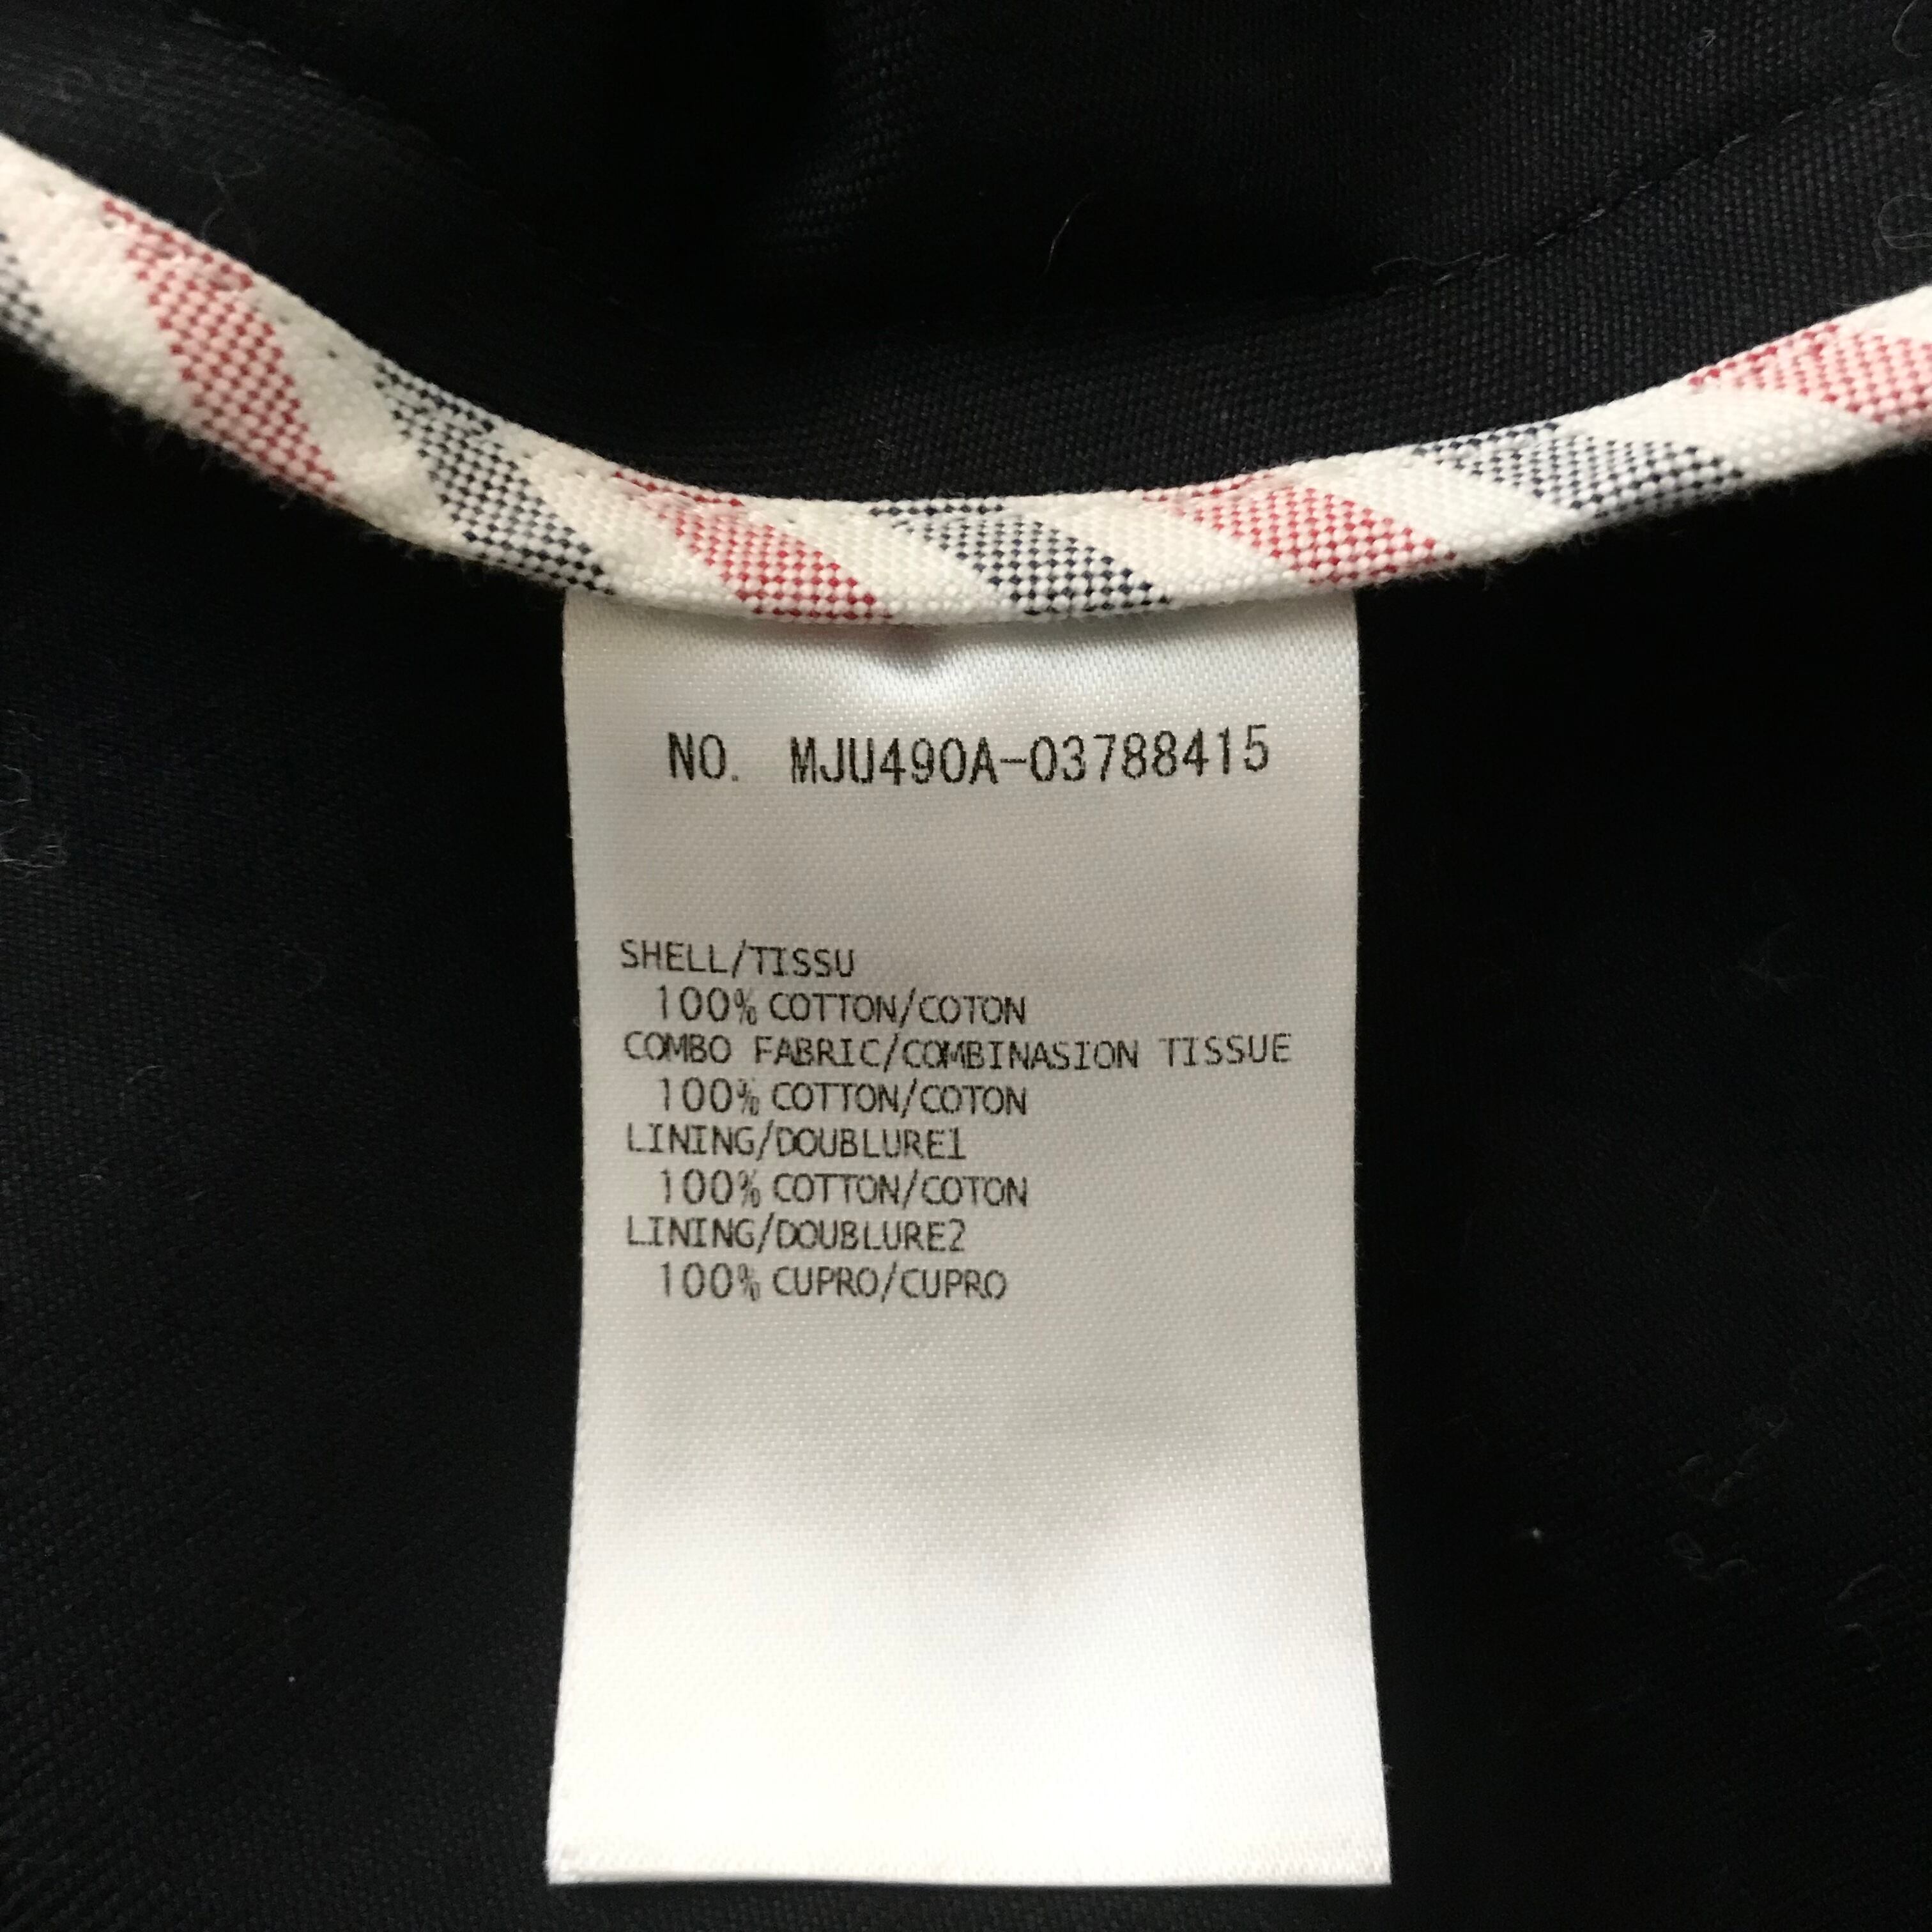 NO. MJU490A-03788415
SHELL/TISSU
100% COTTON/COTON
COMBO FABRIC/COMBINASION TISSUE
100% COTTON/COTON
LINING/DOUBLURE1
100% COTTON/COTON
LINING/DOUBLURE2
100% CUPRO/CUPRO